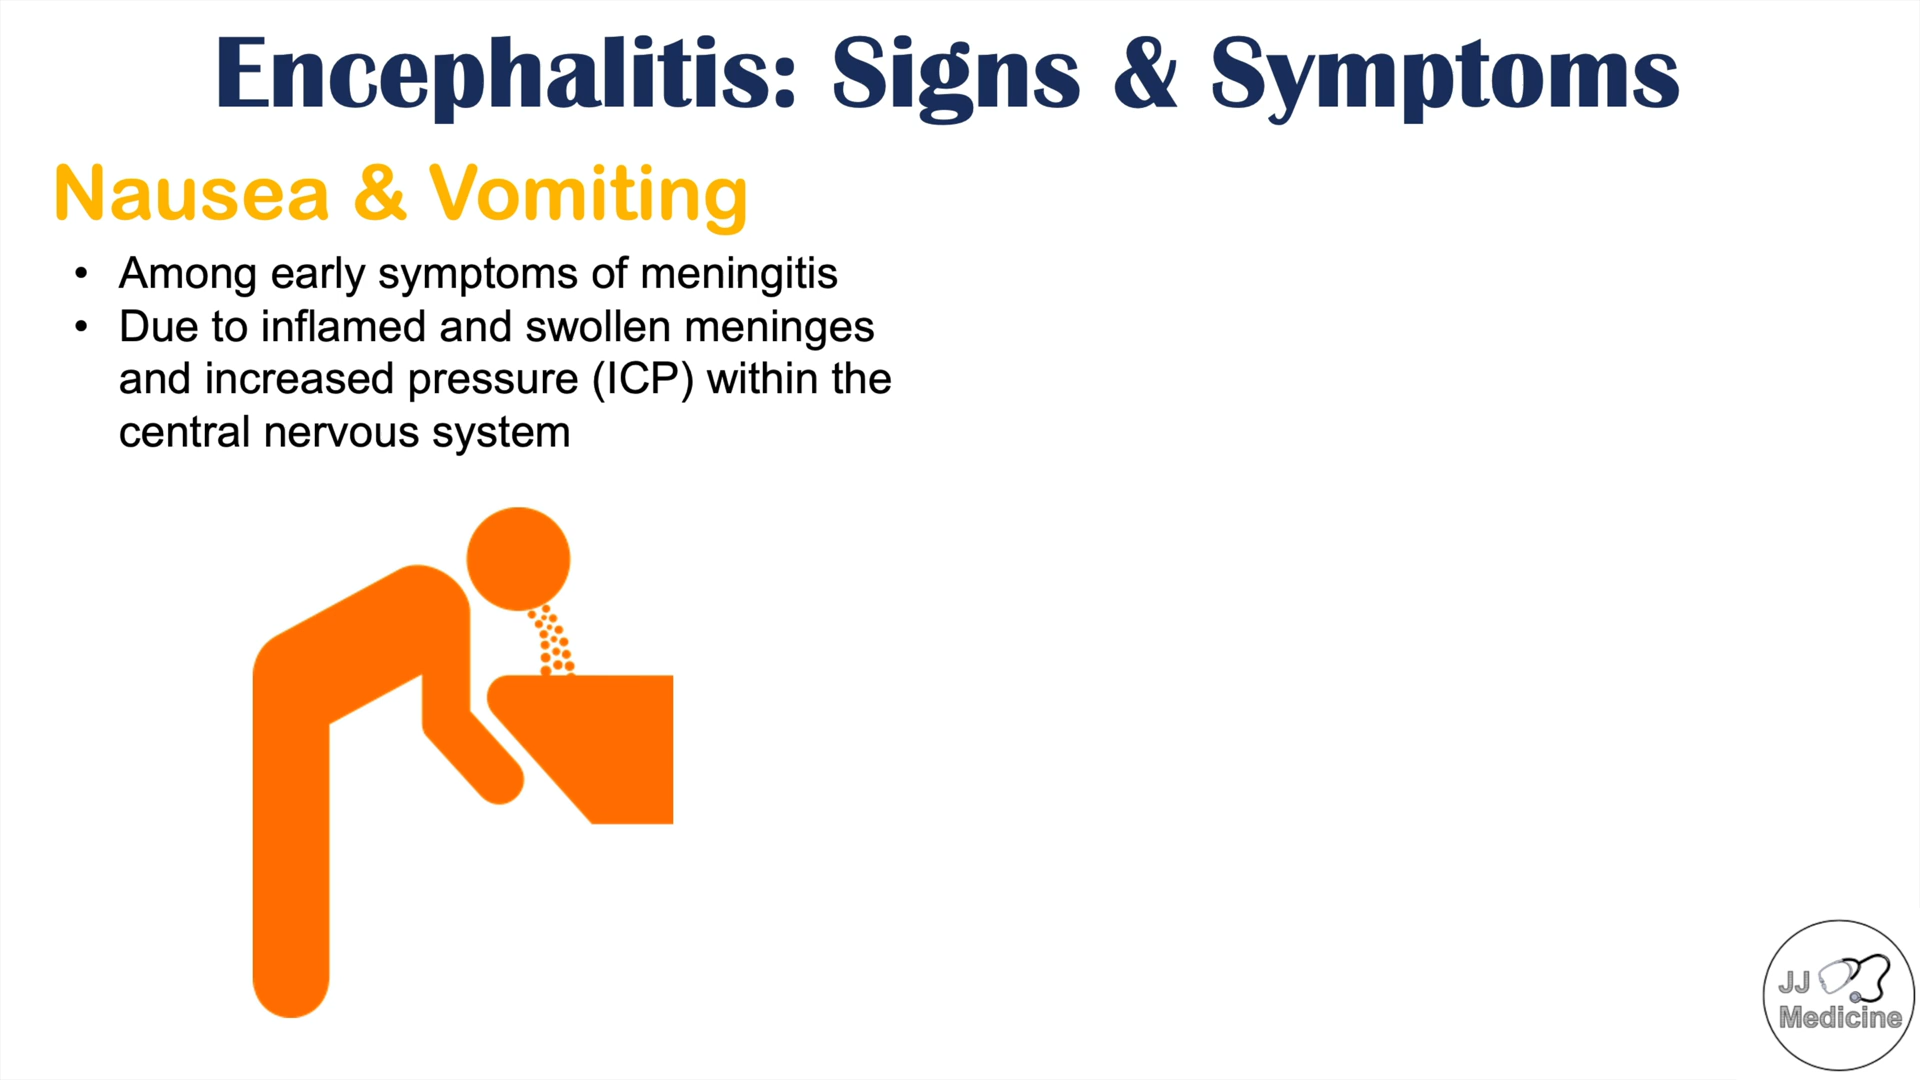 Encephalitis: Signs & Symptoms
Nausea & Vomiting
• Among early symptoms of meningitis
• Due to inflamed and swollen meninges
and increased pressure (ICP) within the
central nervous system
JJ
Medicine